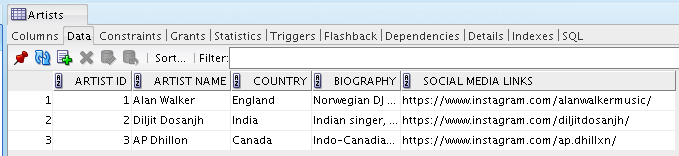 Artists
Columns Data Constraints Grants Statistics Triggers Flashback Dependencies Details Indexes SQL
Sort... Filter:
ARTIST ID ARTIST NAME COUNTRY BIOGRAPHY SOCIAL MEDIA LINKS
1 1 Alan Walker England Norwegian DJ ... https://www.instagram.com/alanwalkermusic/
2 2 Diljit Dosanjh India Indian singer, ... https://www.instagram.com/diljitdosanjh/
3 3 AP Dhillon Canada Indo-Canadia... https://www.instagram.com/ap.dhillxn/